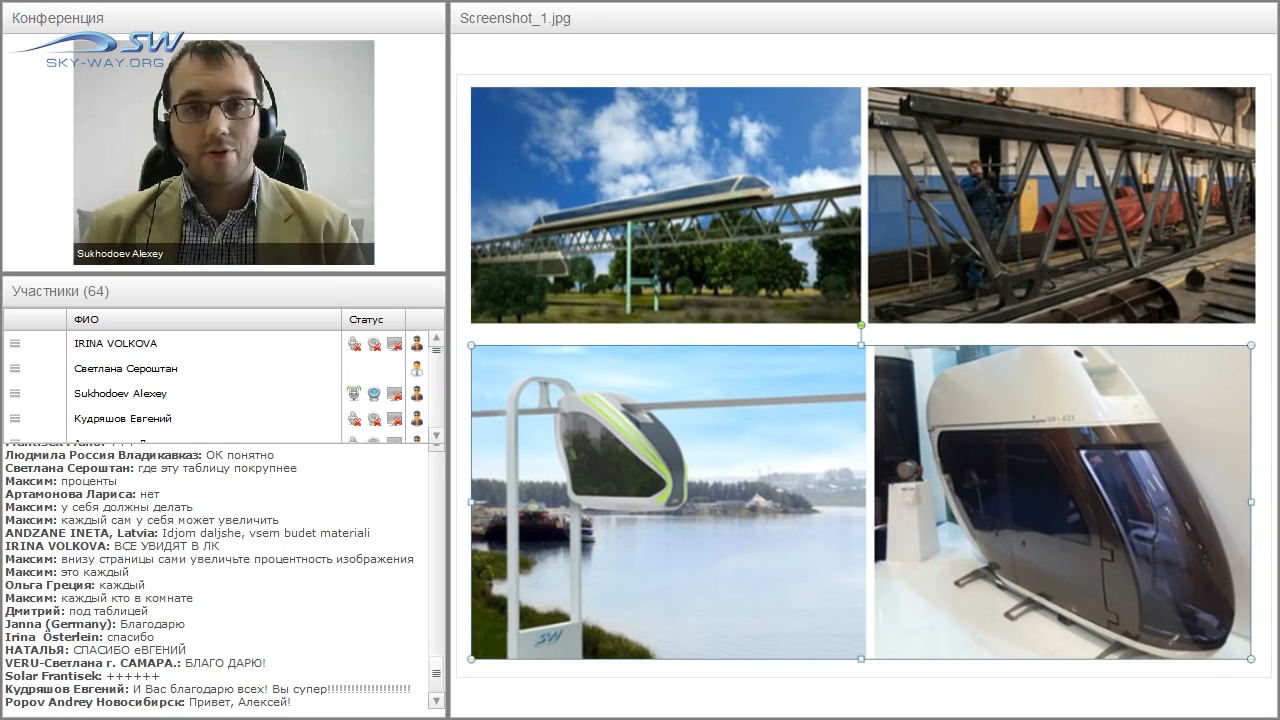 Конференция
SW
SKY-WAY.ORG
Sukhodoev Alexey
Участники (64)
ФИО Статус
IRINA VOLKOVA
Светлана Сероштан
Sukhodoev Alexey
Кудряшов Евгений
Людмила Россия Владикавказ: ОК понятно
Светлана Сероштан: где эту таблицу покрупнее
Максим: проценты
Артамонова Лариса: нет
Максим: у себя должны делать
Максим: каждый сам у себя может увеличить
ANDZANE INETA, Latvia: Idjom daljshe, vsem budet materiali
IRINA VOLKOVA: ВСЕ УВИДЯТ В ЛК
Максим: внизу страницы сами увеличьте процентность изображения
Максим: это каждый
Ольга Греция: каждый
Максим: каждый кто в комнате
Дмитрий: под таблицей
Janna (Germany): Благодарю
Irina Österlein: спасибо
НАТАЛЬЯ: СПАСИБО еВГЕНИЙ
VERU-Светлана г. САМАРА.: БЛАГО ДАРЮ!
Solar Frantisek: ++++++
Кудряшов Евгений: И Вас благодарю всех! Вы супер!!!!!!!!!!!!!!!!!!!!!
Popov Andrey Новосибирск: Привет, Алексей!
Screenshot_1.jpg
SW